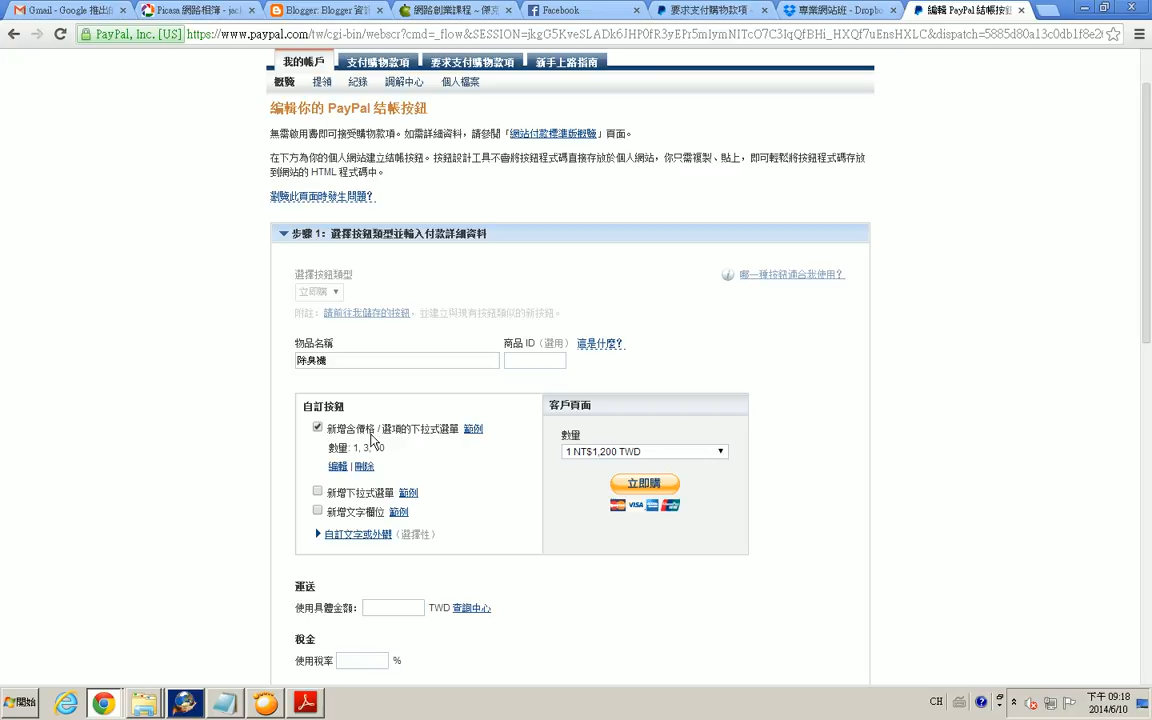 Gmail - Google 推出的
Picasa 網路相簿 - jack
Blogger: Blogger 資訊
網路創業課程 ~ 傑克
Facebook
要求支付購物款項 -
專業網站班 - Dropbo
編輯 PayPal 結帳按鈕
PayPal, Inc. [US]
我的帳戶 支付購物款項 要求支付購物款項 新手上路指南
概覽 提領 紀錄 調解中心 個人檔案
編輯你的 PayPal 結帳按鈕
無需啟用書即可接受購物款項。如需詳細資料，請參閱「網站付款標準版概覽」頁面。
在下方為你的個人網站建立結帳按鈕。按鈕設計工具不會將按鈕程式碼直接存放於個人網站，你只需複製、貼上，即可輕鬆將按鈕程式碼存放
到網站的 HTML 程式碼中。
瀏覽此頁面時發生問題？
步驟 1：選擇按鈕類型並輸入付款詳細資料
選擇按鈕類型 哪一種按鈕適合我使用？
立即購
附註：請前往我儲存的按鈕，並建立與現有按鈕類似的新按鈕。
物品名稱 商品 ID（選用） 這是什麼？
除臭襪
自訂按鈕 客戶頁面
新增含價格 / 選項的下拉式選單 範例
數量: 1, 3,
編輯 | 刪除
新增下拉式選單 範例
新增文字欄位 範例
自訂文字或外觀（選擇性）
數量
1 NT$1,200 TWD
立即購
VISA
運送
使用具體金額： TWD 查詢中心
稅金
使用稅率 %
開始
CH
下午 09:18
2014/6/10